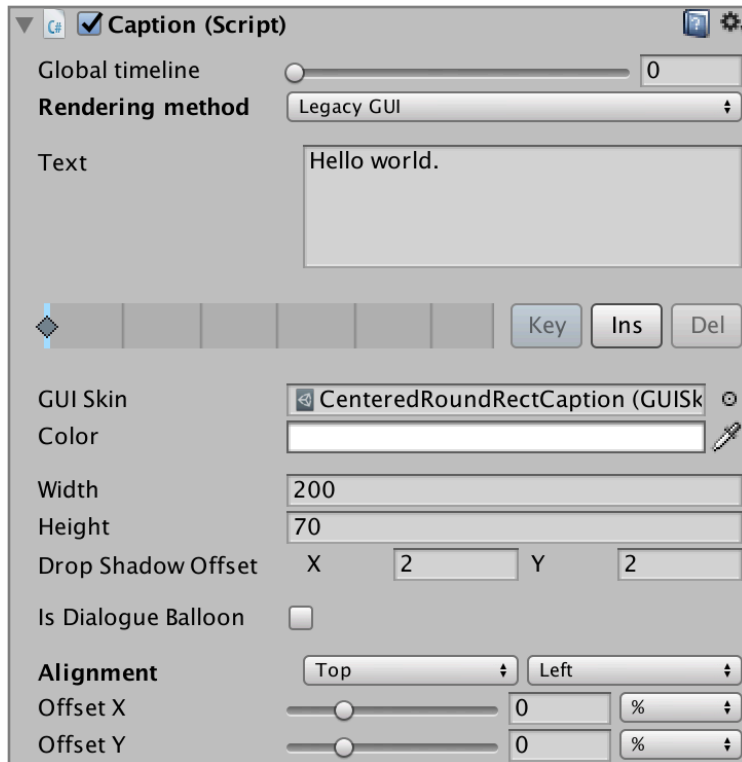 C# Caption (Script)
Global timeline 0
Rendering method Legacy GUI
Text Hello world.
Key Ins Del
GUI Skin CenteredRoundRectCaption (GUISk
Color
Width 200
Height 70
Drop Shadow Offset X 2 Y 2
Is Dialogue Balloon
Alignment Top Left
Offset X 0 %
Offset Y 0 %